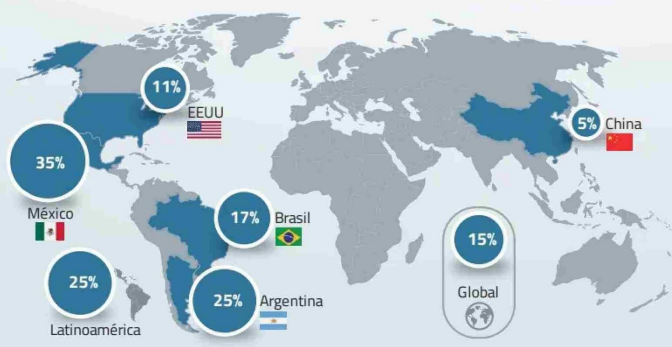 11%
EEUU
5%
China
35%
México
17%
Brasil
15%
Global
25%
Latinoamérica
25%
Argentina